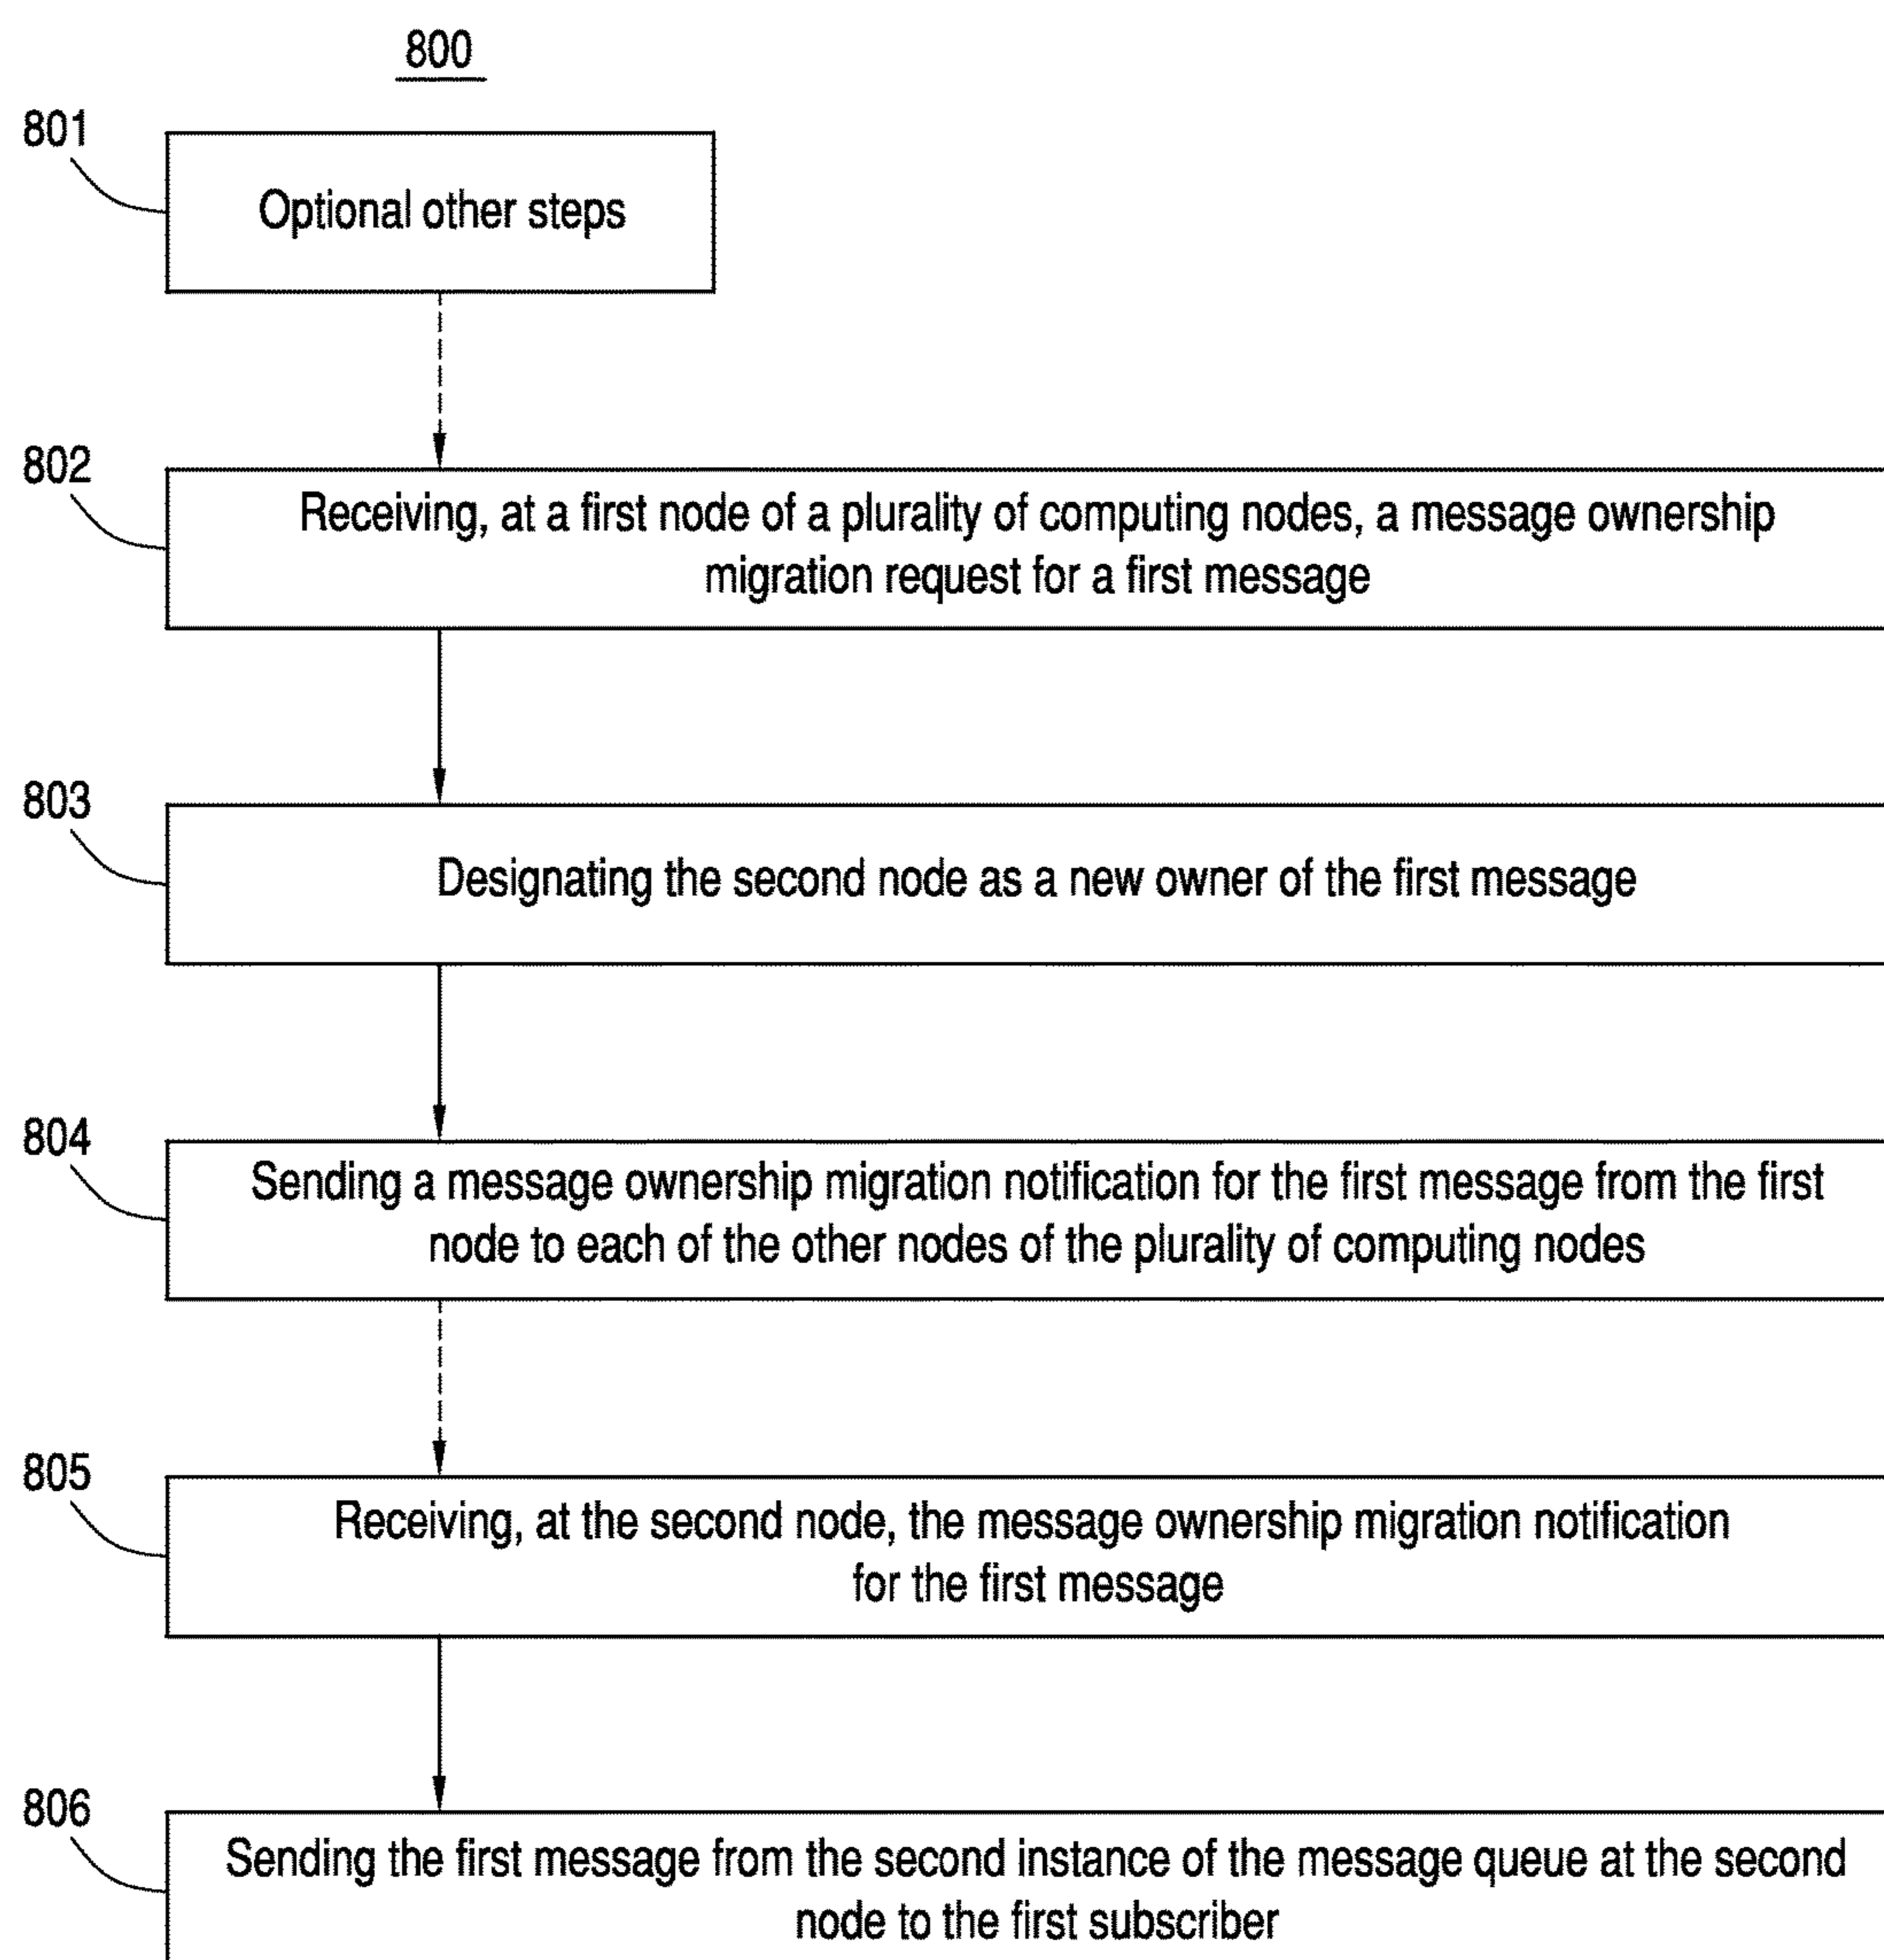 800
801
Optional other steps
802
Receiving, at a first node of a plurality of computing nodes, a message ownership
migration request for a first message
803
Designating the second node as a new owner of the first message
804
Sending a message ownership migration notification for the first message from the first
node to each of the other nodes of the plurality of computing nodes
805
Receiving, at the second node, the message ownership migration notification
for the first message
806
Sending the first message from the second instance of the message queue at the second
node to the first subscriber